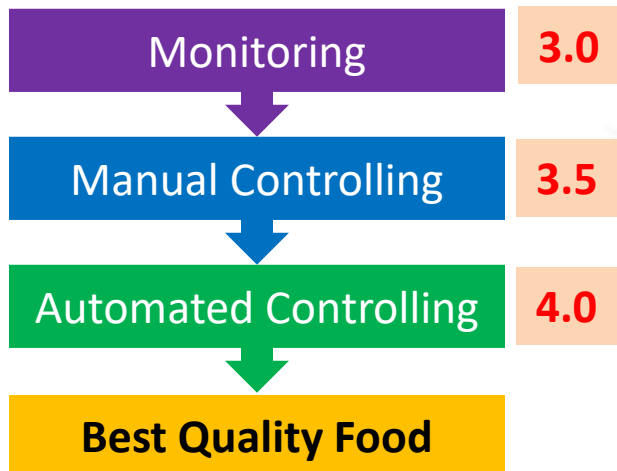 Monitoring 3.0
Manual Controlling 3.5
Automated Controlling 4.0
Best Quality Food